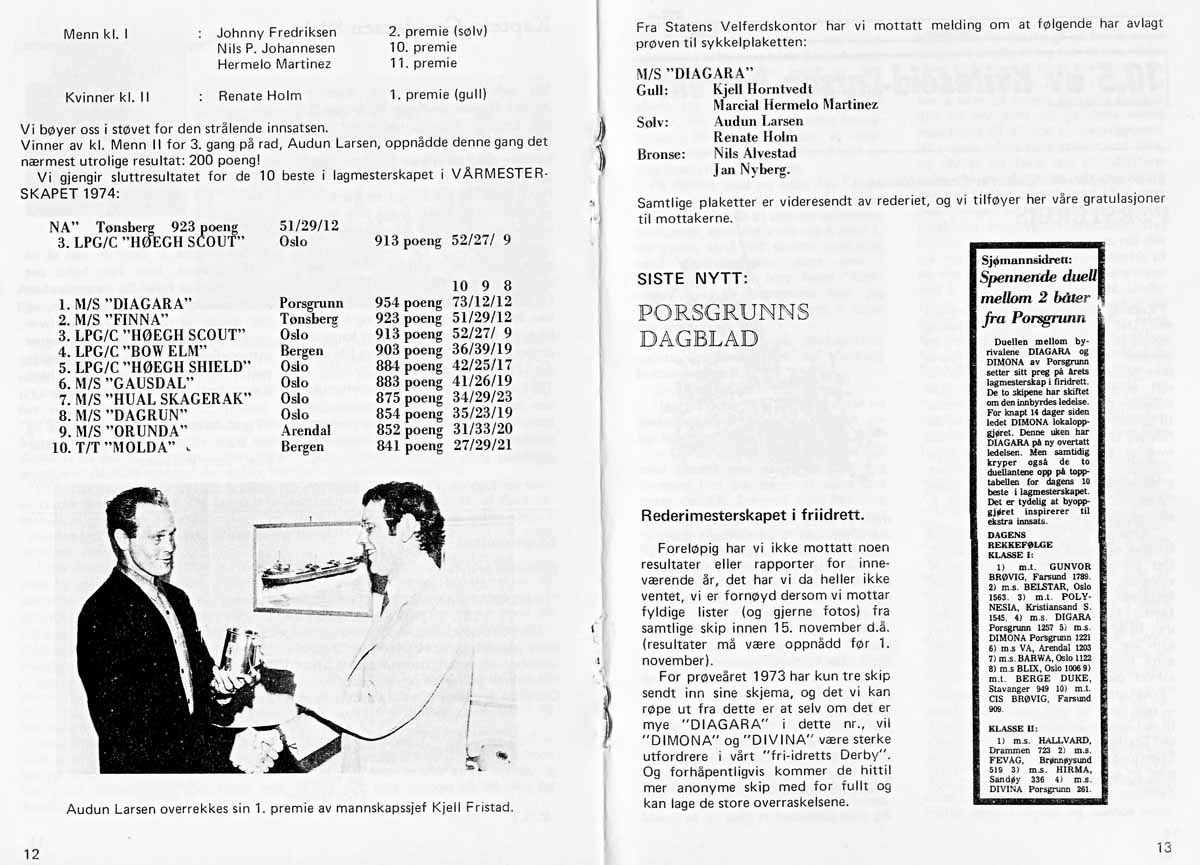 Menn kl. I : Johnny Fredriksen 2. premie (sølv)
Nils P. Johannesen 10. premie
Hermelo Martinez 11. premie
Kvinner kl. II : Renate Holm 1. premie (gull)
Vi bøyer oss i støvet for den strålende innsatsen.
Vinner av kl. Menn II for 3. gang på rad, Audun Larsen, oppnådde denne gang det
nærmest utrolige resultat: 200 poeng!
Vi gjengir sluttresultatet for de 10 beste i lagmesterskapet i VÅRMESTER-
SKAPET 1974:
NA" Tønsberg 923 poeng 51/29/12
3. LPG/C "HØEGH SCOUT" Oslo 913 poeng 52/27/ 9
10 9 8
1. M/S "DIAGARA" Porsgrunn 954 poeng 73/12/12
2. M/S "FINNA" Tønsberg 923 poeng 51/29/12
3. LPG/C "HØEGH SCOUT" Oslo 913 poeng 52/27/ 9
4. LPG/C "BOW ELM" Bergen 903 poeng 36/39/19
5. LPG/C "HØEGH SHIELD" Oslo 884 poeng 42/25/17
6. M/S "GAUSDAL" Oslo 883 poeng 41/26/19
7. M/S "HUAL SKAGERAK" Oslo 875 poeng 34/29/23
8. M/S "DAGRUN" Oslo 854 poeng 35/23/19
9. M/S "ORUNDA" Arendal 852 poeng 31/33/20
10. T/T "MOLDA" Bergen 841 poeng 27/29/21
Audun Larsen overrekkes sin 1. premie av mannskapssjef Kjell Fristad.
12
Fra Statens Velferdskontor har vi mottatt melding om at følgende har avlagt
prøven til sykkelplaketten:
M/S "DIAGARA"
Gull: Kjell Horntvedt
Marcial Hermelo Martinez
Sølv: Audun Larsen
Renate Holm
Bronse: Nils Alvestad
Jan Nyberg.
Samtlige plaketter er videresendt av rederiet, og vi tilføyer her våre gratulasjoner
til mottakerne.
SISTE NYTT:
PORSGRUNNS
DAGBLAD
Rederimesterskapet i friidrett.
Foreløpig har vi ikke mottatt noen
resultater eller rapporter for inne-
værende år, det har vi da heller ikke
ventet, vi er fornøyd dersom vi mottar
fyldige lister (og gjerne fotos) fra
samtlige skip innen 15. november d.å.
(resultater må være oppnådd før 1.
november).
For prøveåret 1973 har kun tre skip
sendt inn sine skjema, og det vi kan
røpe ut fra dette er at selv om det er
mye "DIAGARA" i dette nr., vil
"DIMONA" og "DIVINA" være sterke
utfordrere i vårt "fri-idretts Derby".
Og forhåpentligvis kommer de hittil
mer anonyme skip med for fullt og
kan lage de store overraskelsene.
Sjømannsidrett:
Spennende duell
mellom 2 båter
fra Porsgrunn
Duellen mellom by-
rivalene DIAGARA og
DIMONA av Porsgrunn
setter sitt preg på årets
lagmesterskap i firidrett.
De to skipene har skiftet
om den innbyrdes ledelse.
For knapt 14 dager siden
ledet DIMONA lokalopp-
gjøret. Denne uken har
DIAGARA på ny overtatt
ledelsen. Men samtidig
kryper også de to
duellantene opp på topp-
tabellen for dagens 10
beste i lagmesterskapet.
Det er tydelig at byopp-
gjøret inspirerer til
ekstra innsats.
DAGENS
REKKEFØLGE
KLASSE I:
1) m.t. GUNVOR
BRØVIG, Farsund 1789.
2) m.s. BELSTAR, Oslo
1563. 3) m.t. POLY-
NESIA, Kristiansand S.
1545. 4) m.s. DIGARA
Porsgrunn 1257 5) m.s.
DIMONA Porsgrunn 1221
6) m.s VA, Arendal 1203
7) m.s. BARWA, Oslo 1122
8) m.s BLIX, Oslo 1006 9)
m.t. BERGE DUKE,
Stavanger 949 10) m.t.
CIS BRØVIG, Farsund
909.
KLASSE II:
1) m.s. HALLVARD,
Drammen 723 2) m.s.
FEVAG, Brønnøysund
519 3) m.s. HIRMA,
Sandøy 336 4) m.s.
DIVINA Porsgrunn 261.
13